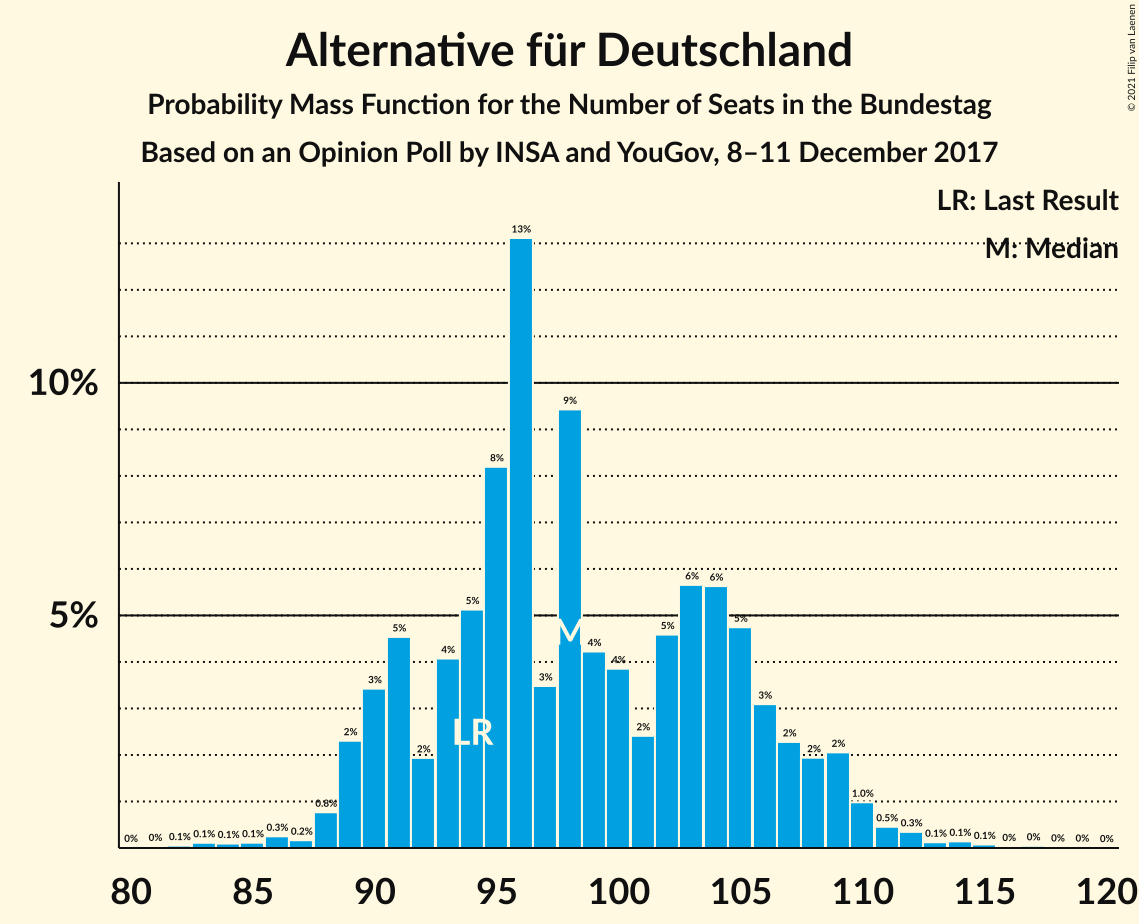 Alternative für Deutschland
Probability Mass Function for the Number of Seats in the Bundestag
Based on an Opinion Poll by INSA and YouGov, 8–11 December 2017
© 2021 Filip van Laenen
LR: Last Result
M: Median
10%
5%
0% 0% 0.1% 0.1% 0.1% 0.1% 0.3% 0.2% 0.8% 2% 3% 5% 2% 4% 5% 8% 13% 3% 9% 4% 4% 2% 5% 6% 6% 5% 3% 2% 2% 2% 1.0% 0.5% 0.3% 0.1% 0.1% 0.1% 0% 0% 0% 0% 0%
LR
M
80 85 90 95 100 105 110 115 120